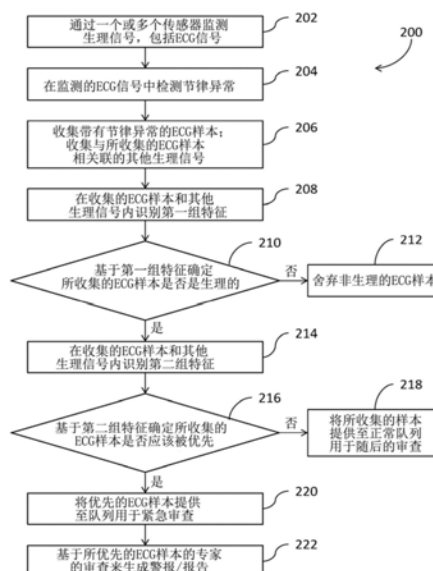 通过一个或多个传感器监测
生理信号，包括ECG信号
202
200
在监测的ECG信号中检测节律异常
204
收集带有节律异常的ECG样本；
收集与所收集的ECG样本
相关联的其他生理信号
206
在收集的ECG样本和其他
生理信号内识别第一组特征
208
基于第一组特征确定
所收集的ECG样本是否是生理的
210
否
舍弃非生理的ECG样本
212
是
在收集的ECG样本和其他
生理信号内识别第二组特征
214
基于第二组特征确定所收集的
ECG样本是否应该被优先
216
否
将所收集的样本
提供至正常队列
用于随后的审查
218
是
将优先的ECG样本提供
至队列用于紧急审查
220
基于所优先的ECG样本的专家
的审查来生成警报/报告
222